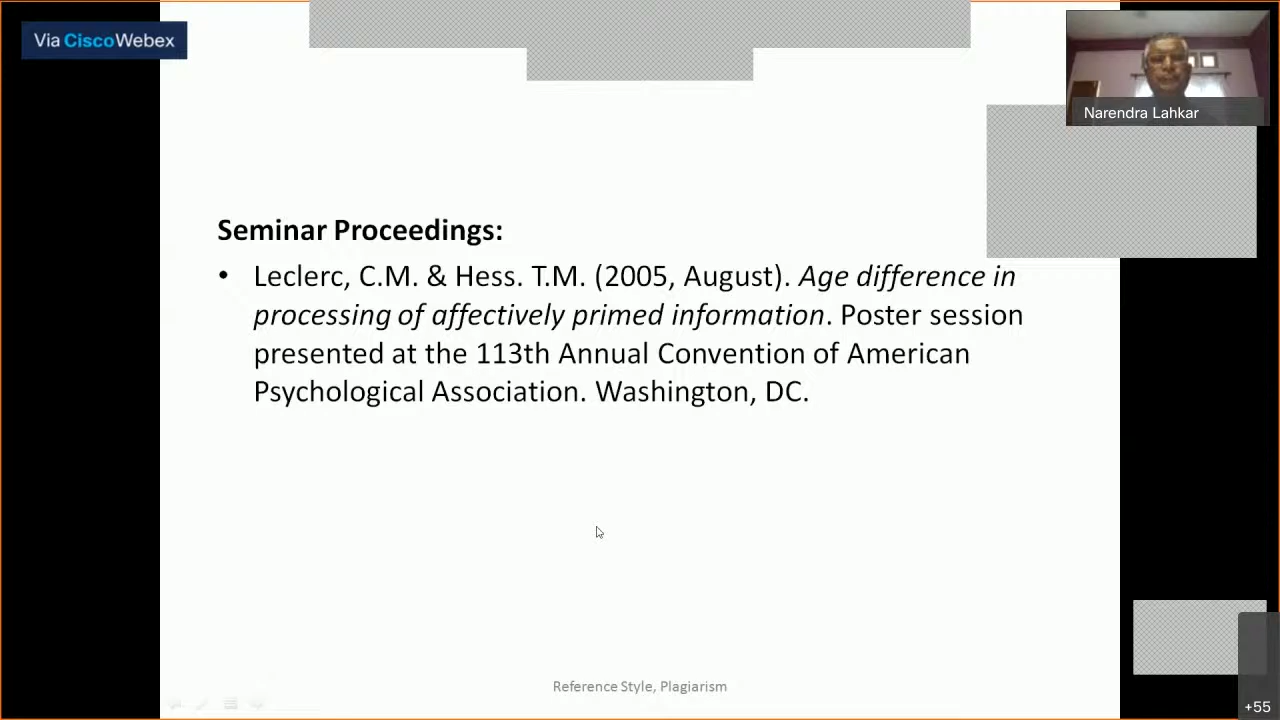 Via CiscoWebex
Narendra Lahkar
Seminar Proceedings:
• Leclerc, C.M. & Hess. T.M. (2005, August). Age difference in
processing of affectively primed information. Poster session
presented at the 113th Annual Convention of American
Psychological Association. Washington, DC.
Reference Style, Plagiarism
+55